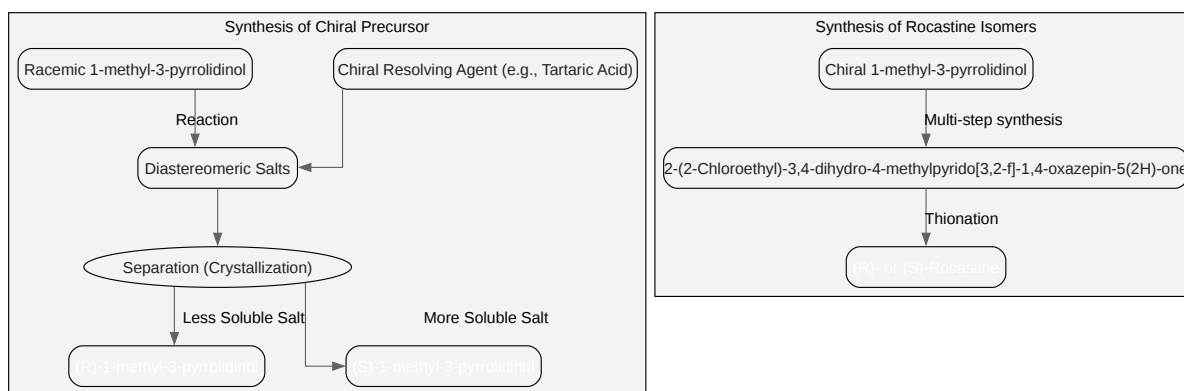 Synthesis of Chiral Precursor
Racemic 1-methyl-3-pyrrolidinol
Chiral Resolving Agent (e.g., Tartaric Acid)
Reaction
Diastereomeric Salts
Separation (Crystallization)
Less Soluble Salt
More Soluble Salt
(R)-1-methyl-3-pyrrolidinol
(S)-1-methyl-3-pyrrolidinol
Synthesis of Rocastine Isomers
Chiral 1-methyl-3-pyrrolidinol
Multi-step synthesis
2-(2-Chloroethyl)-3,4-dihydro-4-methylpyrido[3,2-f]-1,4-oxazepin-5(2H)-one
Thionation
(R)- or (S)-Rocastine